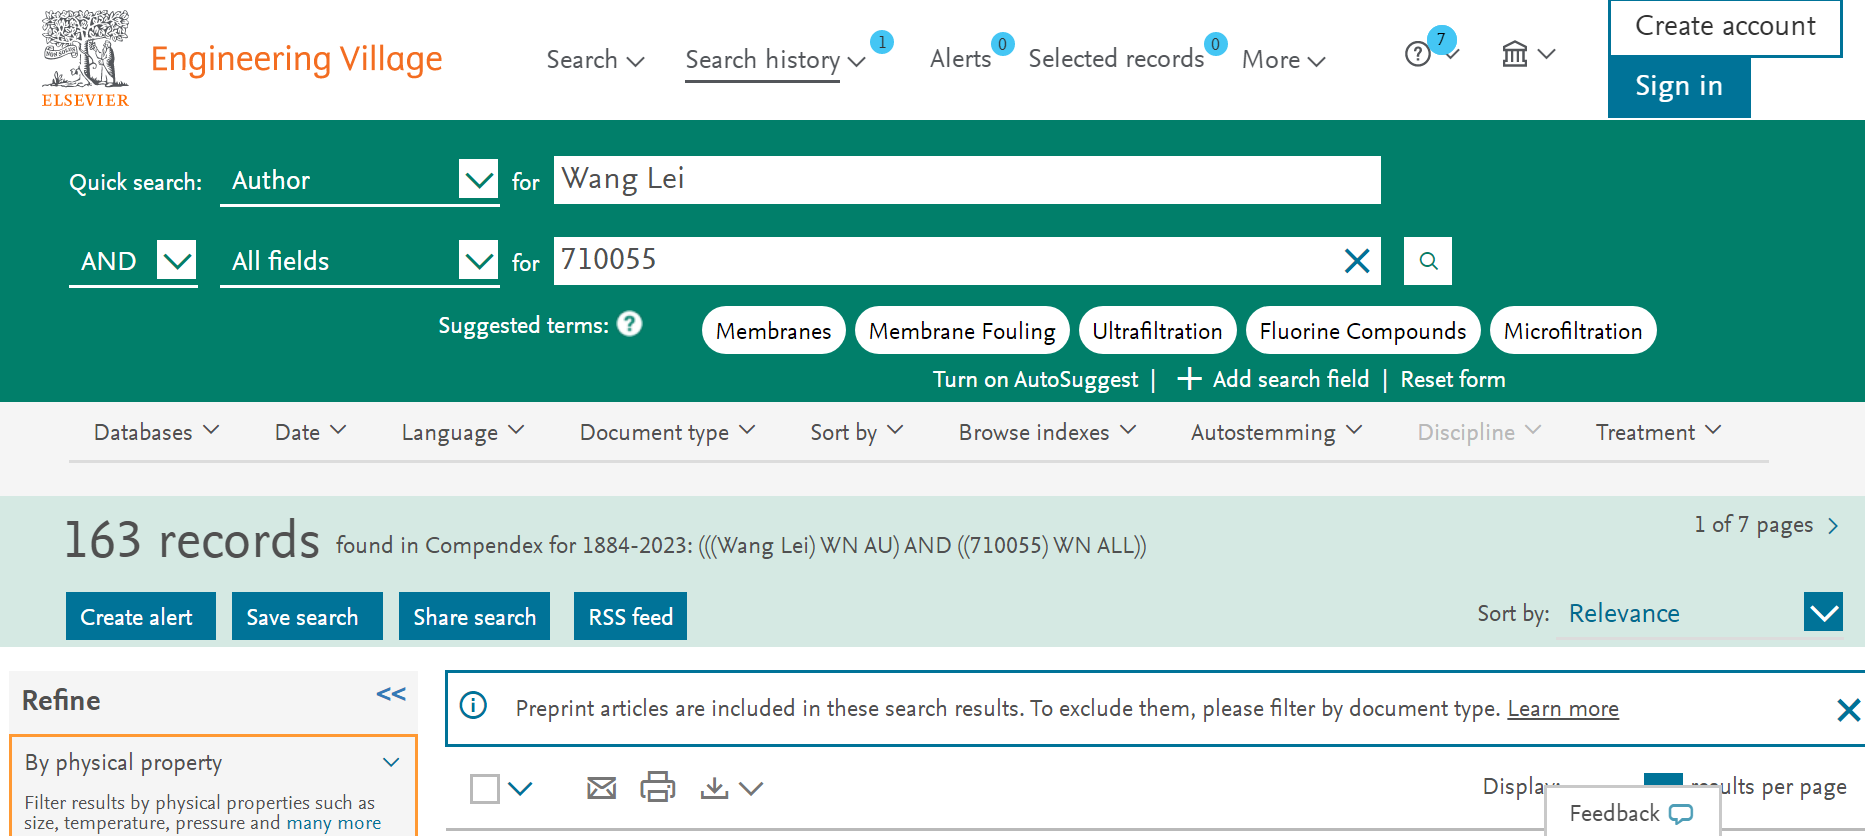 ELSEVIER
Engineering Village
Search
Search history 1
Alerts 0
Selected records 0
More
? 7
Create account
Sign in
Quick search: Author for Wang Lei
AND All fields for 710055
Suggested terms: ? Membranes Membrane Fouling Ultrafiltration Fluorine Compounds Microfiltration
Turn on AutoSuggest | + Add search field | Reset form
Databases Date Language Document type Sort by Browse indexes Autostemming Discipline Treatment
163 records found in Compendex for 1884-2023: (((Wang Lei) WN AU) AND ((710055) WN ALL))
1 of 7 pages >
Create alert Save search Share search RSS feed
Sort by: Relevance
Refine <<
By physical property
Filter results by physical properties such as
size, temperature, pressure and many more
Preprint articles are included in these search results. To exclude them, please filter by document type. Learn more
Display: results per page
Feedback